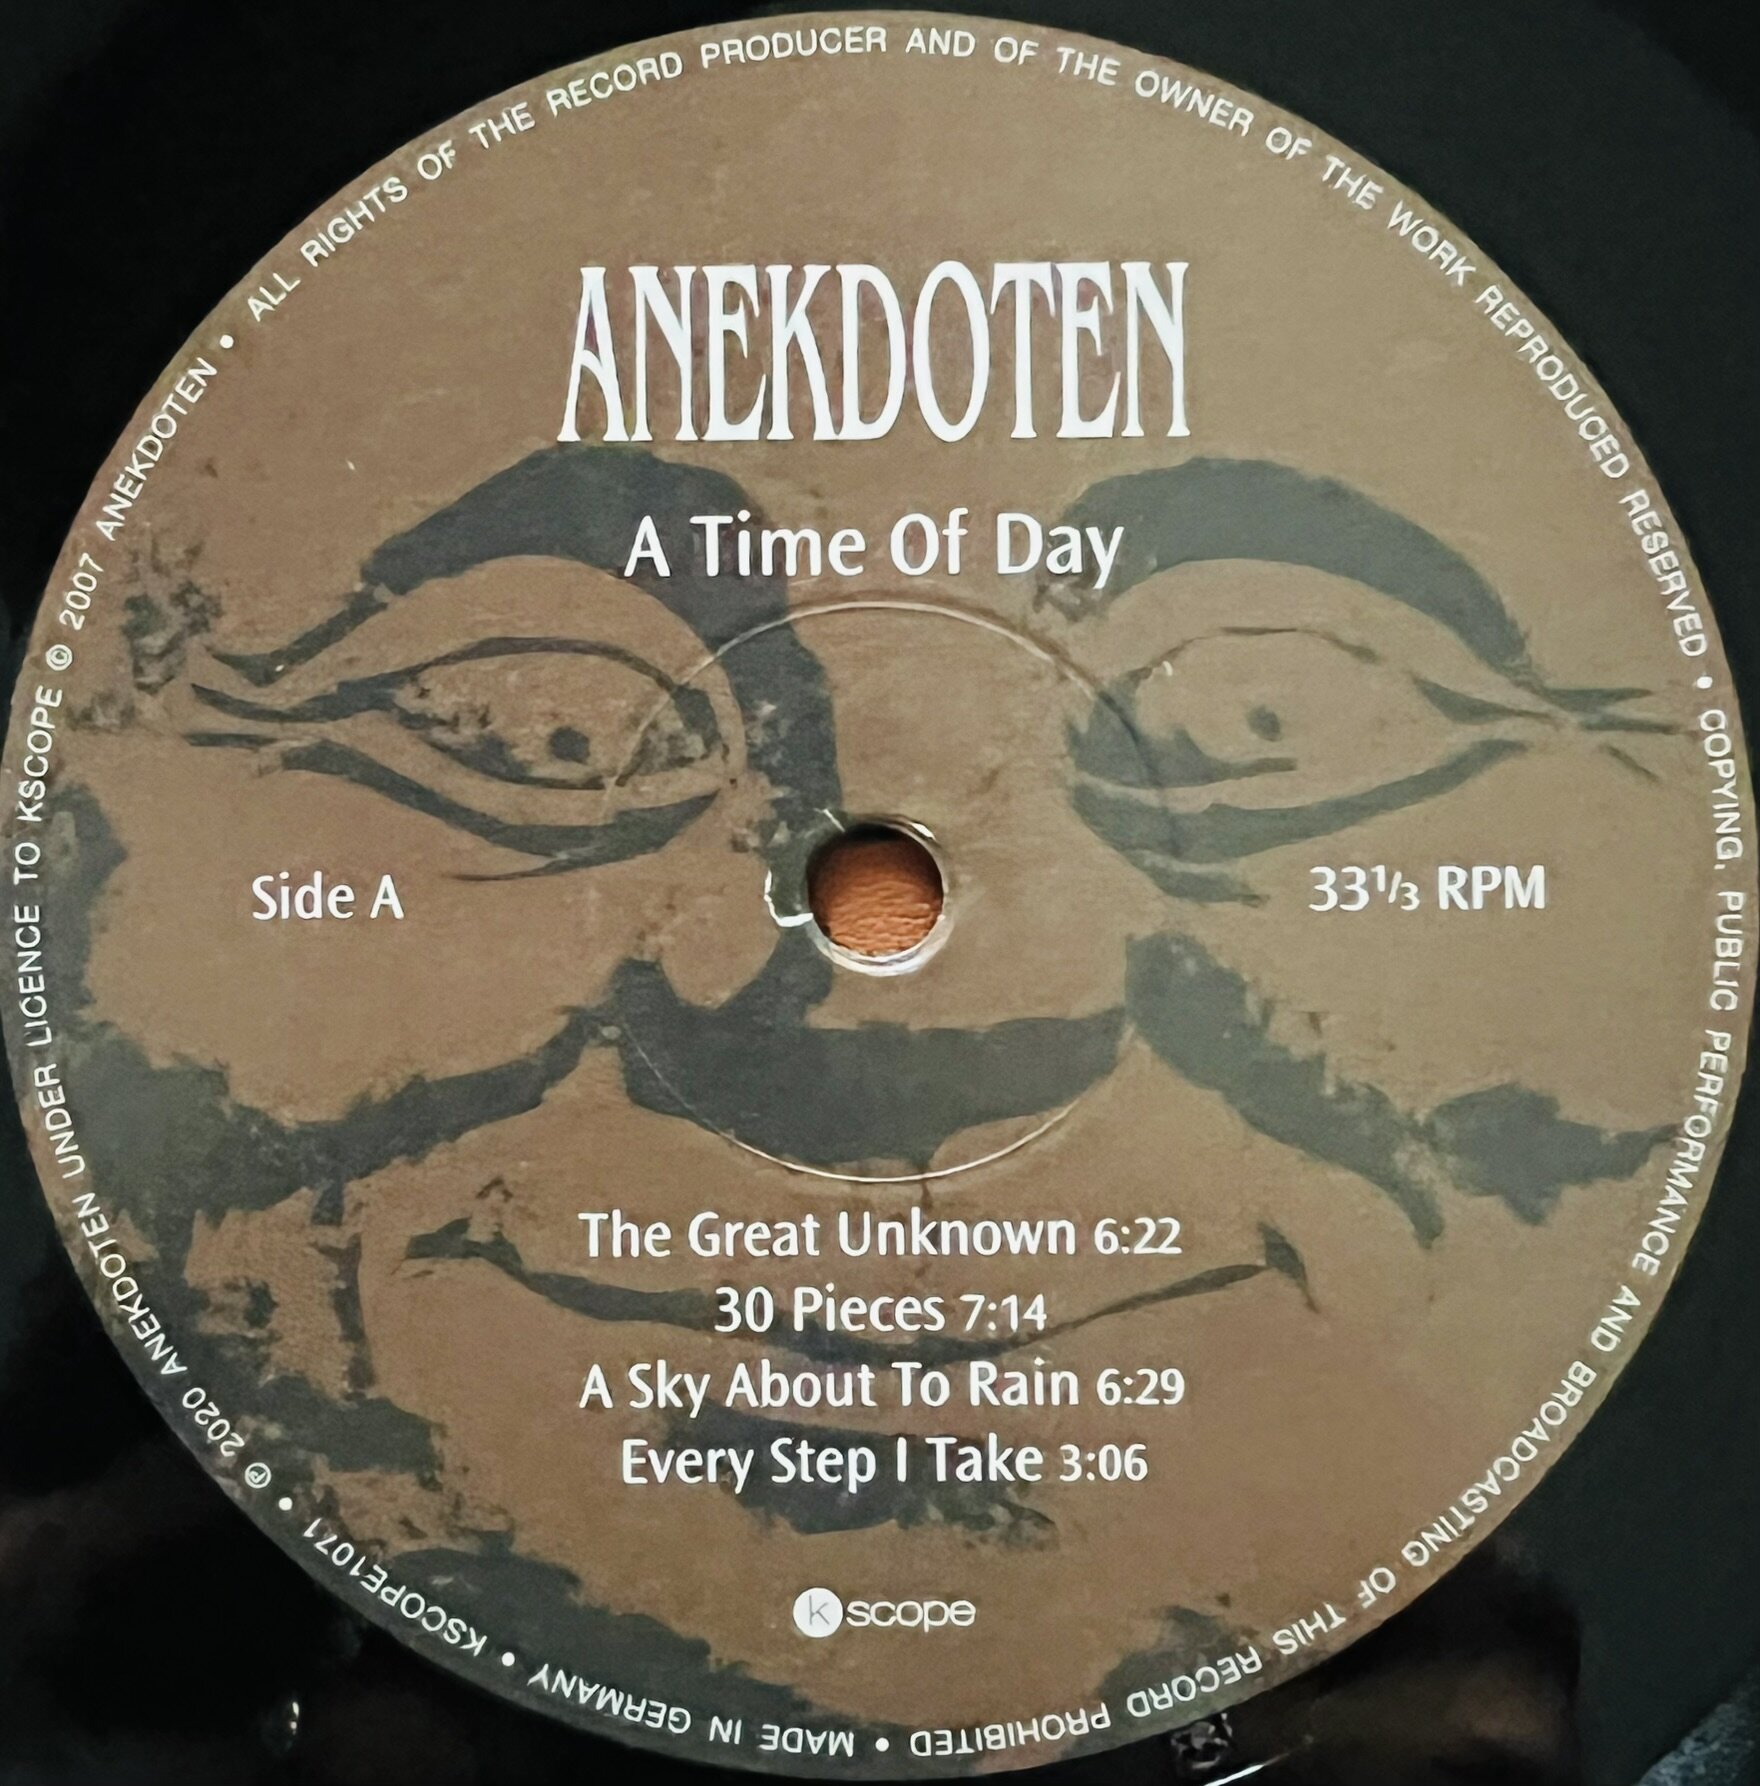 ANEKDOTEN
A Time Of Day
Side A
33 1/3 RPM
The Great Unknown 6:22
30 Pieces 7:14
A Sky About To Rain 6:29
Every Step I Take 3:06
k scope
℗ 2020 ANEKDOTEN UNDER LICENCE TO KSCOPE © 2007 ANEKDOTEN • ALL RIGHTS OF THE RECORD PRODUCER AND OF THE OWNER OF THE WORK REPRODUCED RESERVED • COPYING, PUBLIC PERFORMANCE AND BROADCASTING OF THIS RECORD PROHIBITED • MADE IN GERMANY • KSCOPE1071 •